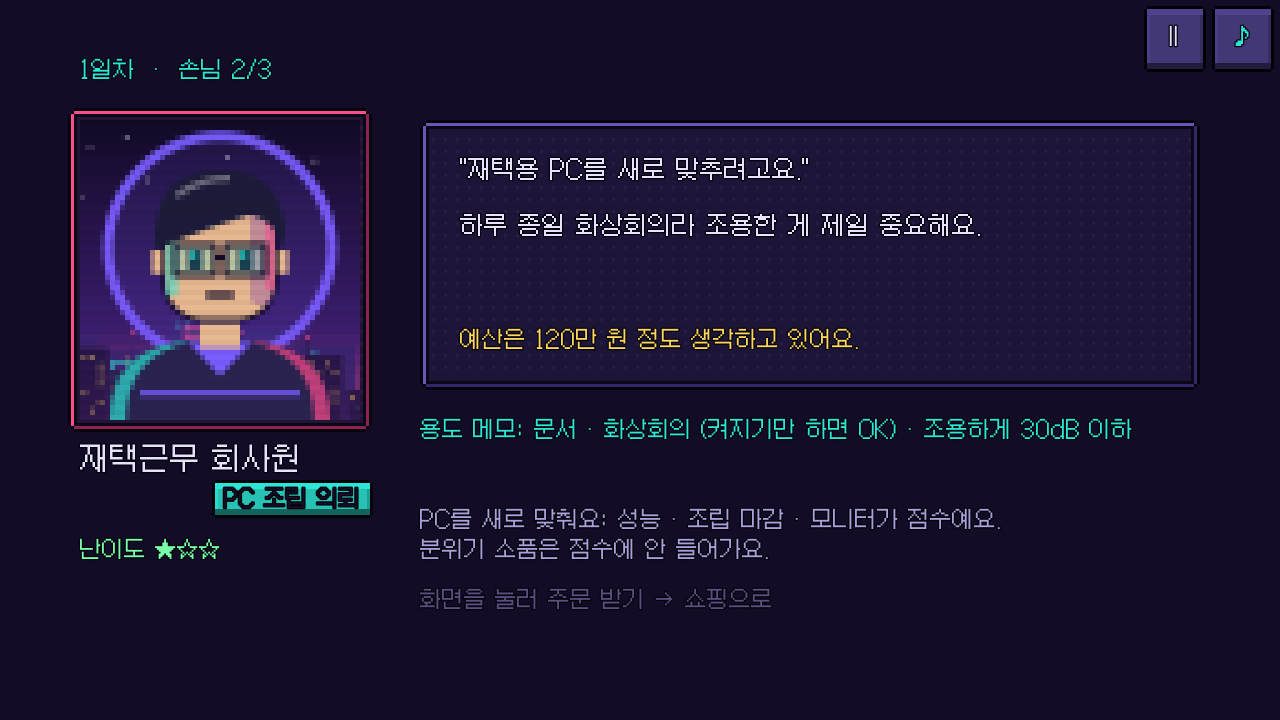 1일차 · 손님 2/3
"재택용 PC를 새로 맞추려고요."
하루 종일 화상회의라 조용한 게 제일 중요해요.
예산은 120만 원 정도 생각하고 있어요.
재택근무 회사원
PC 조립 의뢰
난이도 ★☆☆
용도 메모: 문서 · 화상회의 (켜지기만 하면 OK) · 조용하게 30dB 이하
PC를 새로 맞춰요: 성능 · 조립 마감 · 모니터가 점수예요.
분위기 소품은 점수에 안 들어가요.
화면을 눌러 주문 받기 → 쇼핑으로